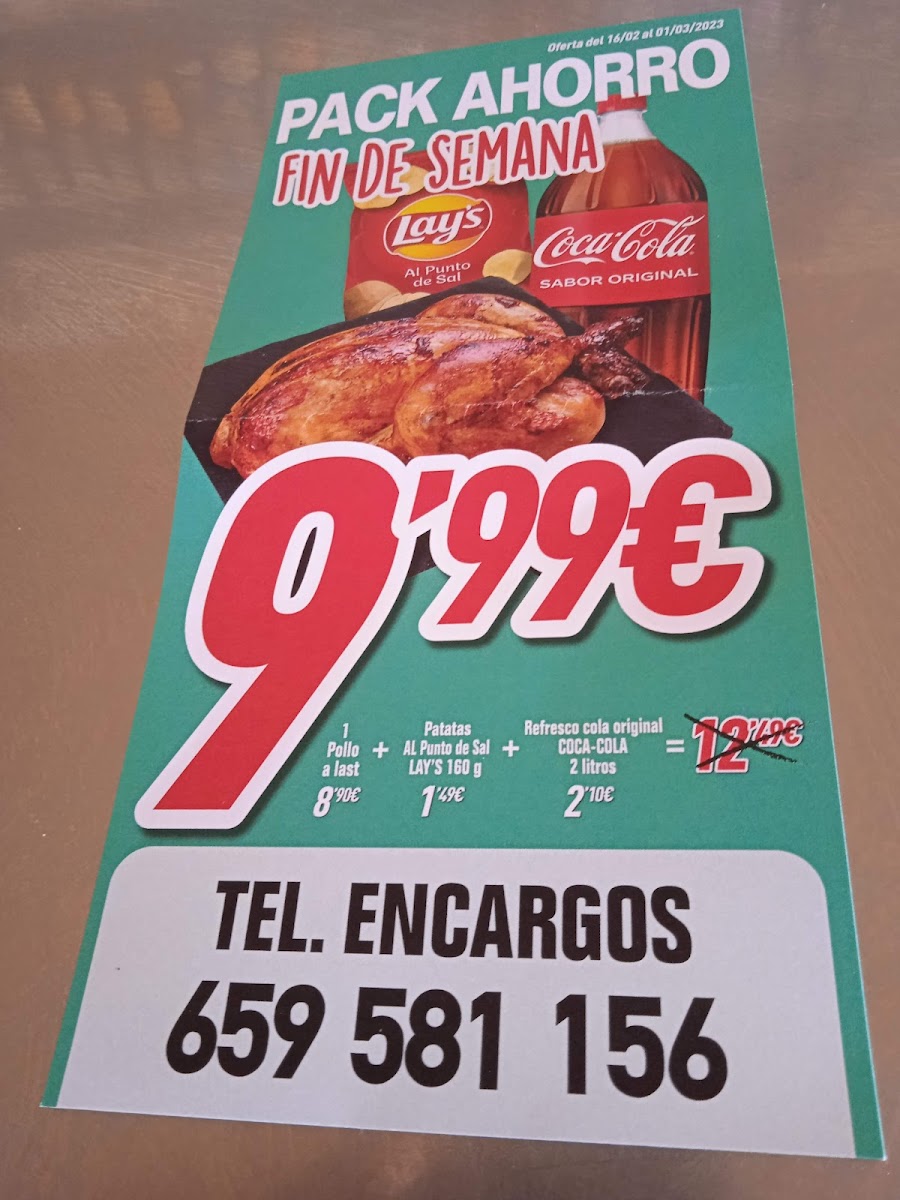 Oferta del 16/02 al 01/03/2023
PACK AHORRO
FIN DE SEMANA
Lay's
Al Punto
de Sal
Coca-Cola
SABOR ORIGINAL
9'99€
1
Pollo
a last
8'90€
+
Patatas
AL Punto de Sal
LAY'S 160 g
1'49€
+
Refresco cola original
COCA-COLA
2 litros
2'10€
=
12'49€
TEL. ENCARGOS
659 581 156